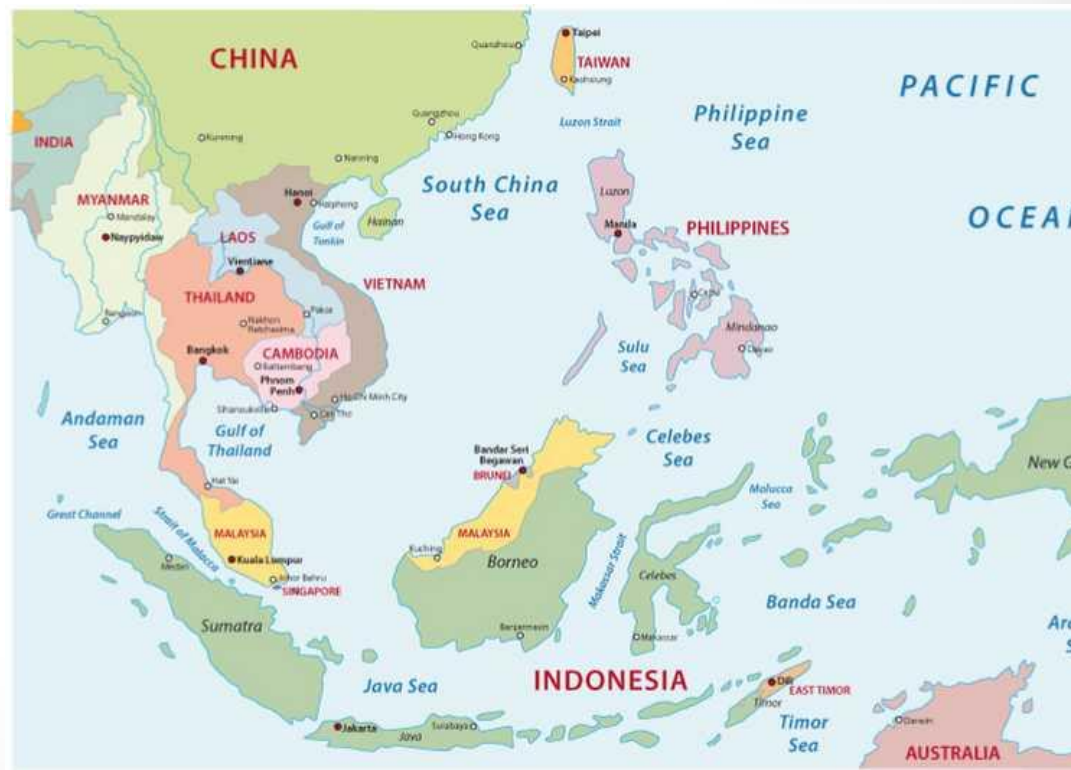 CHINA
Quanzhou
Taipei
TAIWAN
Kaohsiung
PACIFIC
Guangzhou
Hong Kong
Luzon Strait
Philippine
Sea
INDIA
Kunming
Nanning
MYANMAR
Mandalay
Naypyidaw
Hanoi
Haiphong
Gulf of
Tonkin
Hainan
South China
Sea
Luzon
Manila
PHILIPPINES
OCEA
LAOS
Vientiane
VIETNAM
THAILAND
Nakhon
Ratchasima
Pakse
Bangkok
CAMBODIA
Battambang
Phnom
Penh
Ho Chi Minh City
Can Tho
Sihanoukville
Mindanao
Davao
Sulu
Sea
Andaman
Sea
Gulf of
Thailand
Celebes
Sea
Bandar Seri
Begawan
BRUNEI
Molucca
Sea
New G
Hat Yai
Great Channel
Strait of Malacca
MALAYSIA
Kuala Lumpur
Johor Bahru
SINGAPORE
Medan
Sumatra
MALAYSIA
Kuching
Borneo
Banjarmasin
Makassar Strait
Celebes
Makassar
Banda Sea
Ara
S
INDONESIA
Java Sea
Jakarta
Java
Surabaya
Dili
EAST TIMOR
Timor
Timor
Sea
Darwin
AUSTRALIA